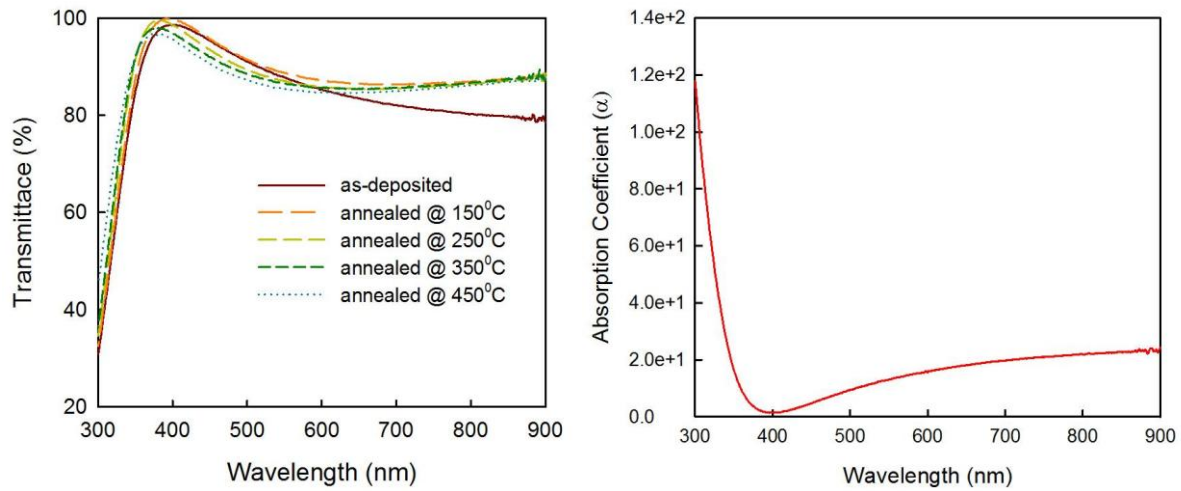 100
80
60
40
20
Transmittace (%)
as-deposited
annealed @ 150⁰C
annealed @ 250⁰C
annealed @ 350⁰C
annealed @ 450⁰C
300 400 500 600 700 800 900
Wavelength (nm)
1.4e+2
1.2e+2
1.0e+2
8.0e+1
6.0e+1
4.0e+1
2.0e+1
0.0
Absorption Coefficient (α)
300 400 500 600 700 800 900
Wavelength (nm)